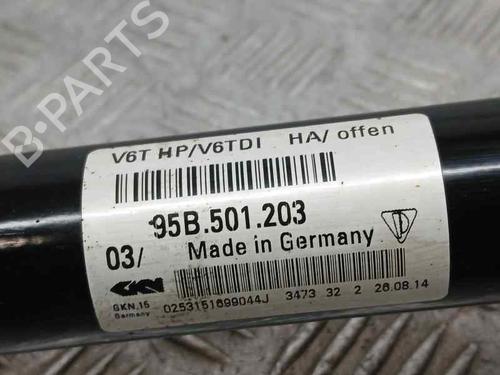 B-PARTS
V6T HP/V6TDI HA/ offen
95B.501.203
03/ Made in Germany
GKN
GKN.15
Germany
0253151699044J 3473 32 2 26.08.14